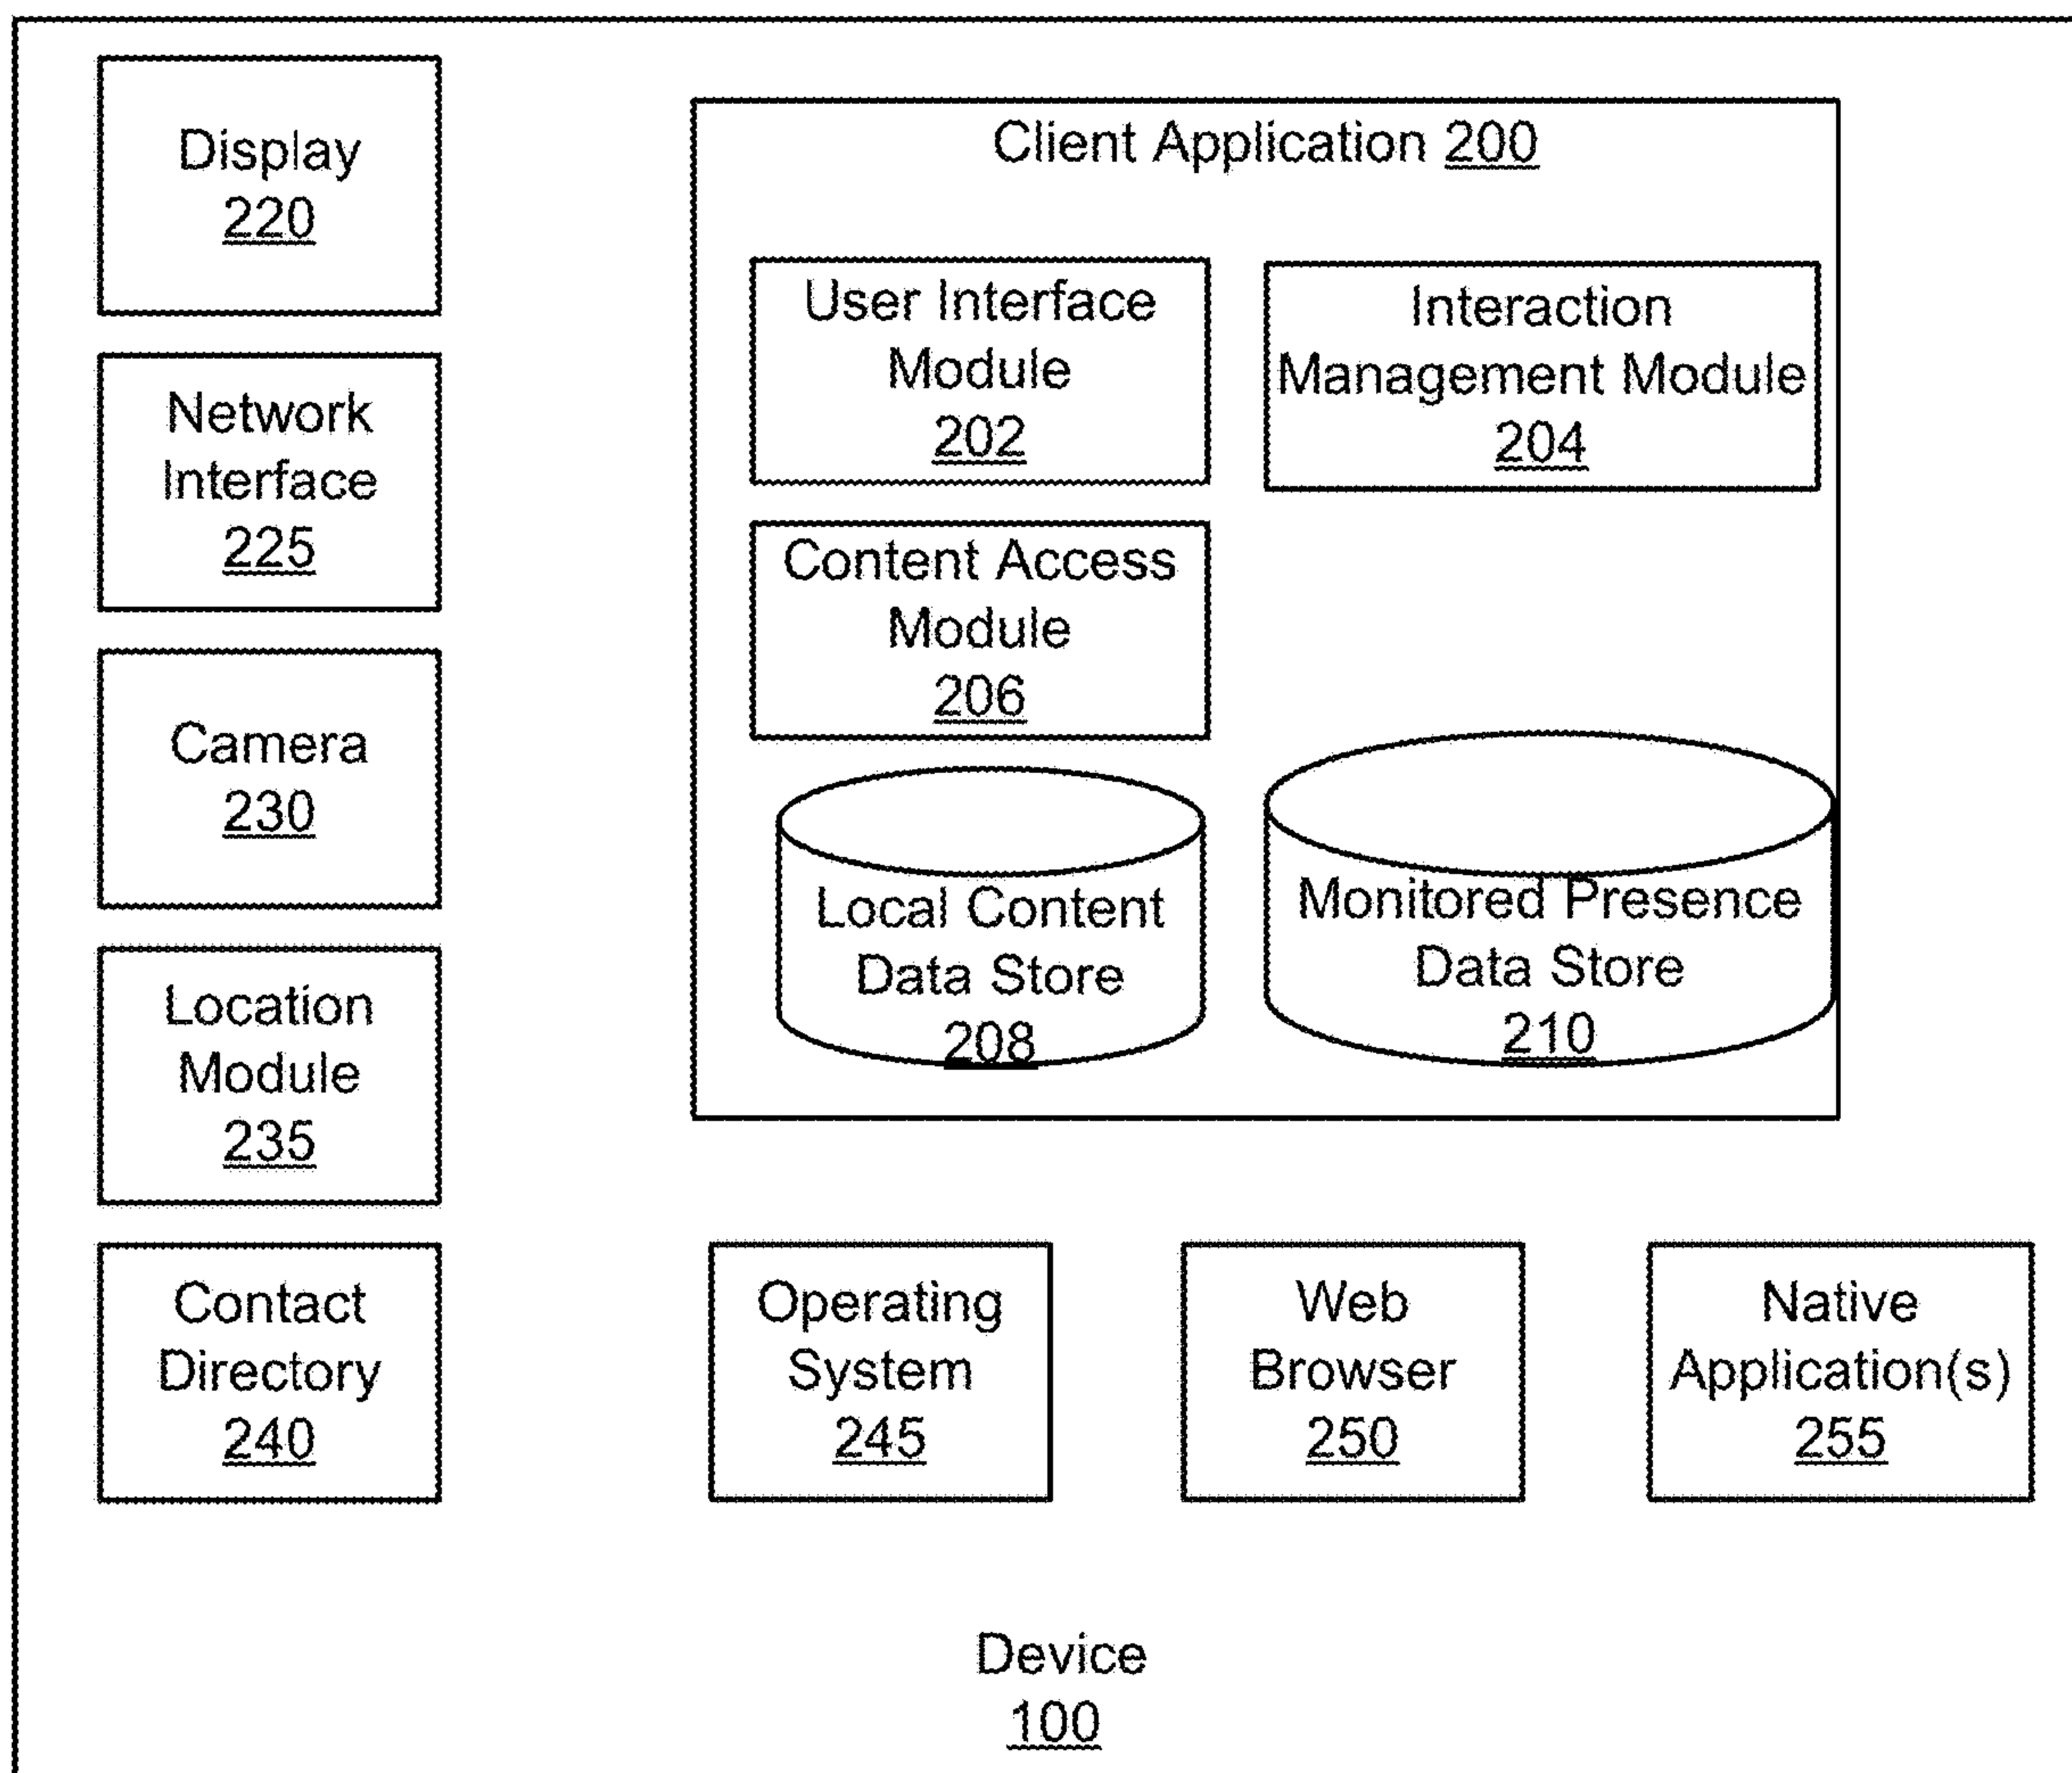 Display
220
Network
Interface
225
Camera
230
Location
Module
235
Contact
Directory
240
Client Application 200
User Interface
Module
202
Interaction
Management Module
204
Content Access
Module
206
Local Content
Data Store
208
Monitored Presence
Data Store
210
Operating
System
245
Web
Browser
250
Native
Application(s)
255
Device
100